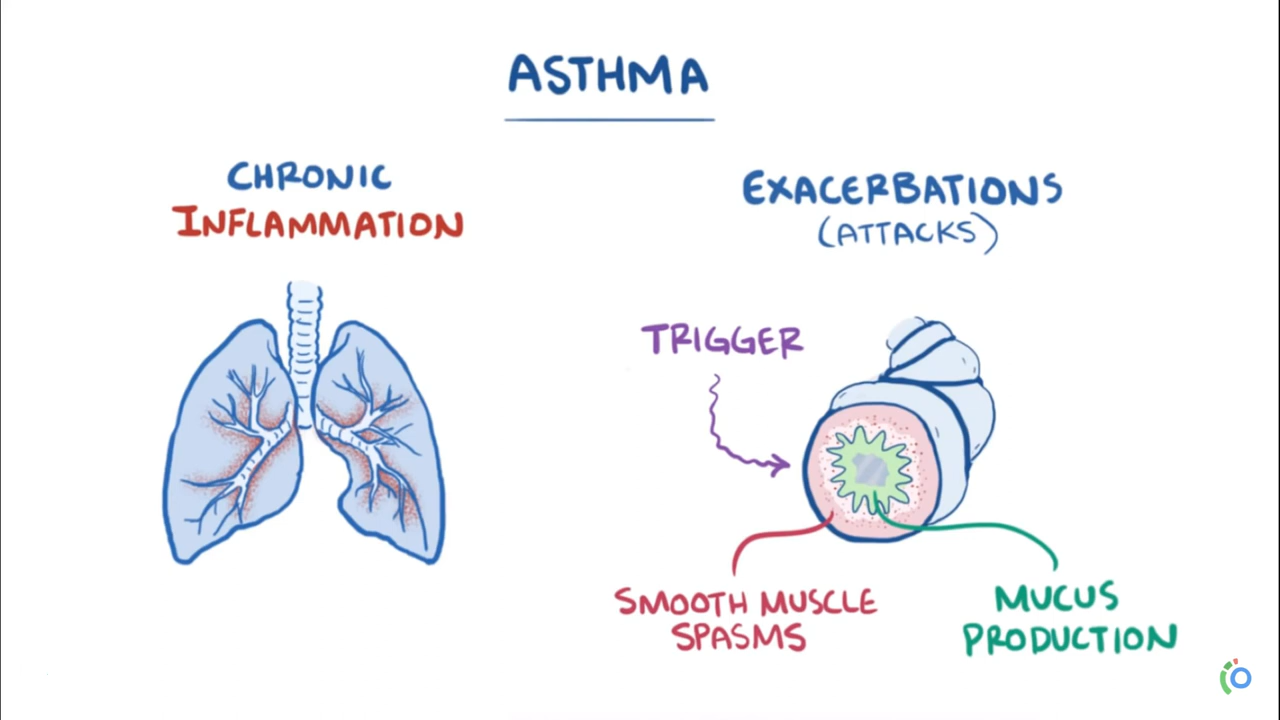 ASTHMA
CHRONIC
INFLAMMATION
EXACERBATIONS
(ATTACKS)
TRIGGER
SMOOTH MUSCLE
SPASMS
MUCUS
PRODUCTION